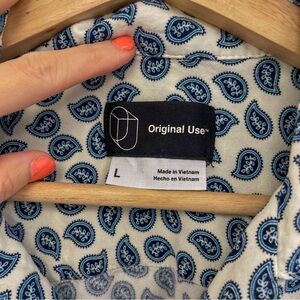 Original Use™
L
Made in Vietnam
Hecho en Vietnam